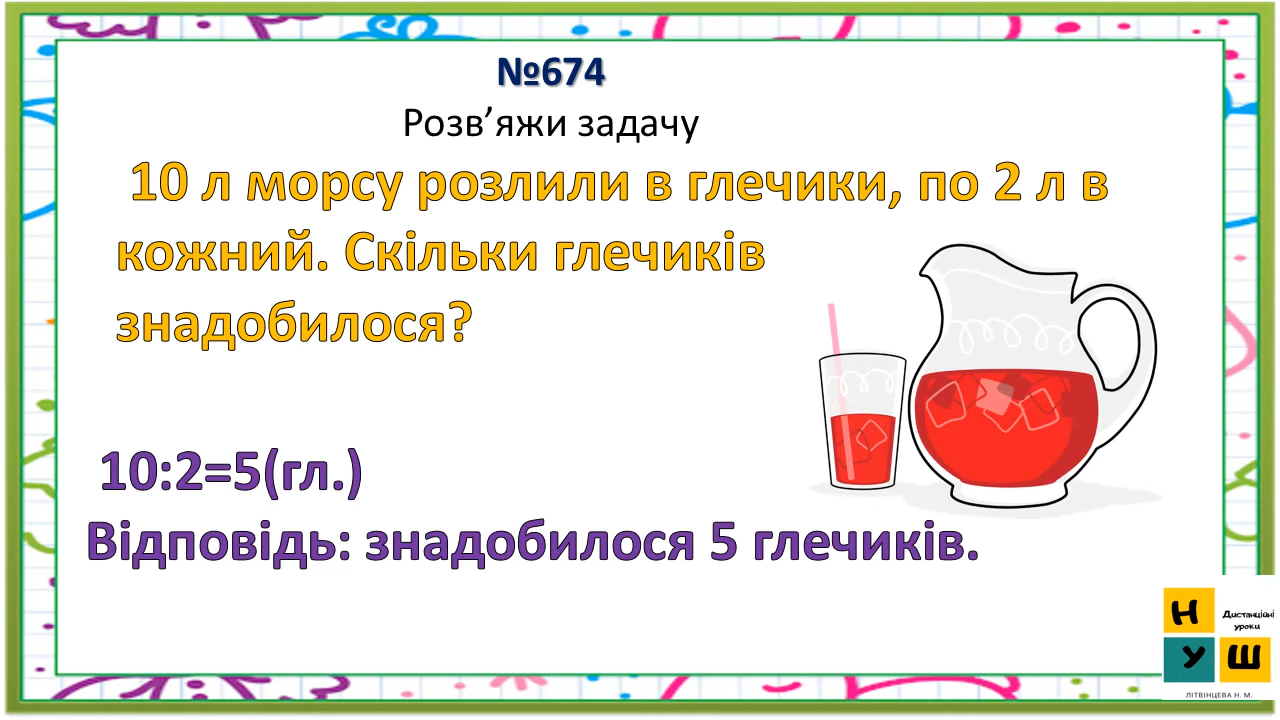 №674
Розв’яжи задачу
10 л морсу розлили в глечики, по 2 л в
кожний. Скільки глечиків
знадобилося?
10:2=5(гл.)
Відповідь: знадобилося 5 глечиків.
Н
Дистанційні
уроки
У Ш
ЛІТВІНЦЕВА Н. М.